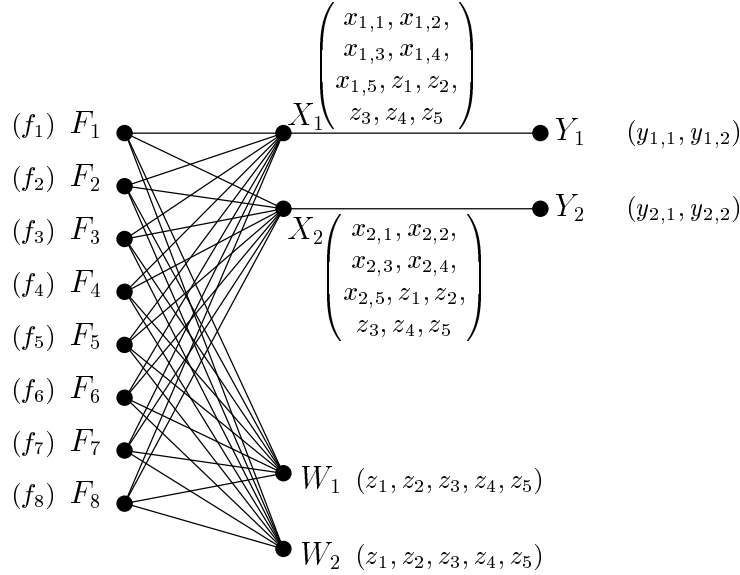 x_{1,1}, x_{1,2},
x_{1,3}, x_{1,4},
x_{1,5}, z_1, z_2,
z_3, z_4, z_5
(f_1) F_1 X_1 Y_1 (y_{1,1}, y_{1,2})
(f_2) F_2
X_2 Y_2 (y_{2,1}, y_{2,2})
x_{2,1}, x_{2,2},
x_{2,3}, x_{2,4},
x_{2,5}, z_1, z_2,
z_3, z_4, z_5
(f_3) F_3
(f_4) F_4
(f_5) F_5
(f_6) F_6
(f_7) F_7
(f_8) F_8
W_1 (z_1, z_2, z_3, z_4, z_5)
W_2 (z_1, z_2, z_3, z_4, z_5)